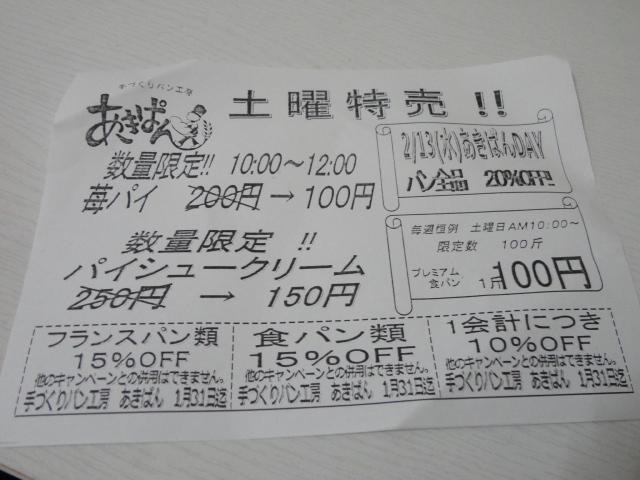 手づくりパン工房
あきぱん
土曜特売 !!
数量限定!! 10:00～12:00
苺パイ 200円 → 100円
2/13(水)あきぱんDAY
パン全品 20%OFF!!
数量限定 !!
パイシュークリーム
250円 → 150円
毎週恒例 土曜日AM10:00～
限定数 100斤
プレミアム
食パン 1斤100円
フランスパン類
15%OFF
他のキャンペーンとの併用はできません。
手づくりパン工房 あきぱん 1月31日迄
食パン類
15%OFF
他のキャンペーンとの併用はできません。
手づくりパン工房 あきぱん 1月31日迄
1会計につき
10%OFF
他のキャンペーンとの併用はできません。
手づくりパン工房 あきぱん 1月31日迄